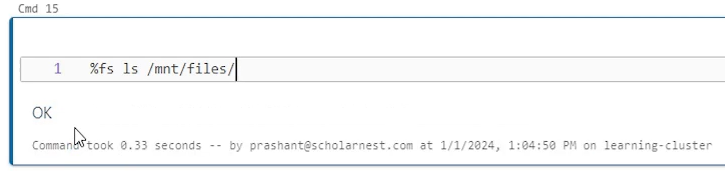 Cmd 15
1 %fs ls /mnt/files/
OK
Command took 0.33 seconds -- by prashant@scholarnest.com at 1/1/2024, 1:04:50 PM on learning-cluster